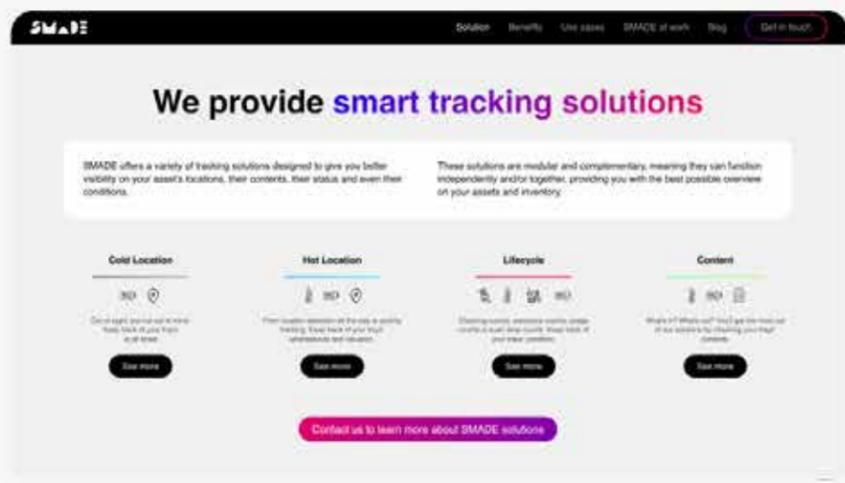 SMADE
Solution Benefits Use cases SMADE at work Blog Get in touch
We provide smart tracking solutions
SMADE offers a variety of tracking solutions designed to give you better
visibility on your asset's locations, their contents, their status and even their
conditions.
These solutions are modular and complementary, meaning they can function
independently and/or together, providing you with the best possible overview
on your assets and inventory.
Cold Location
Hot Location
Lifecycle
Content
See more
See more
See more
See more
Contact us to learn more about SMADE solutions